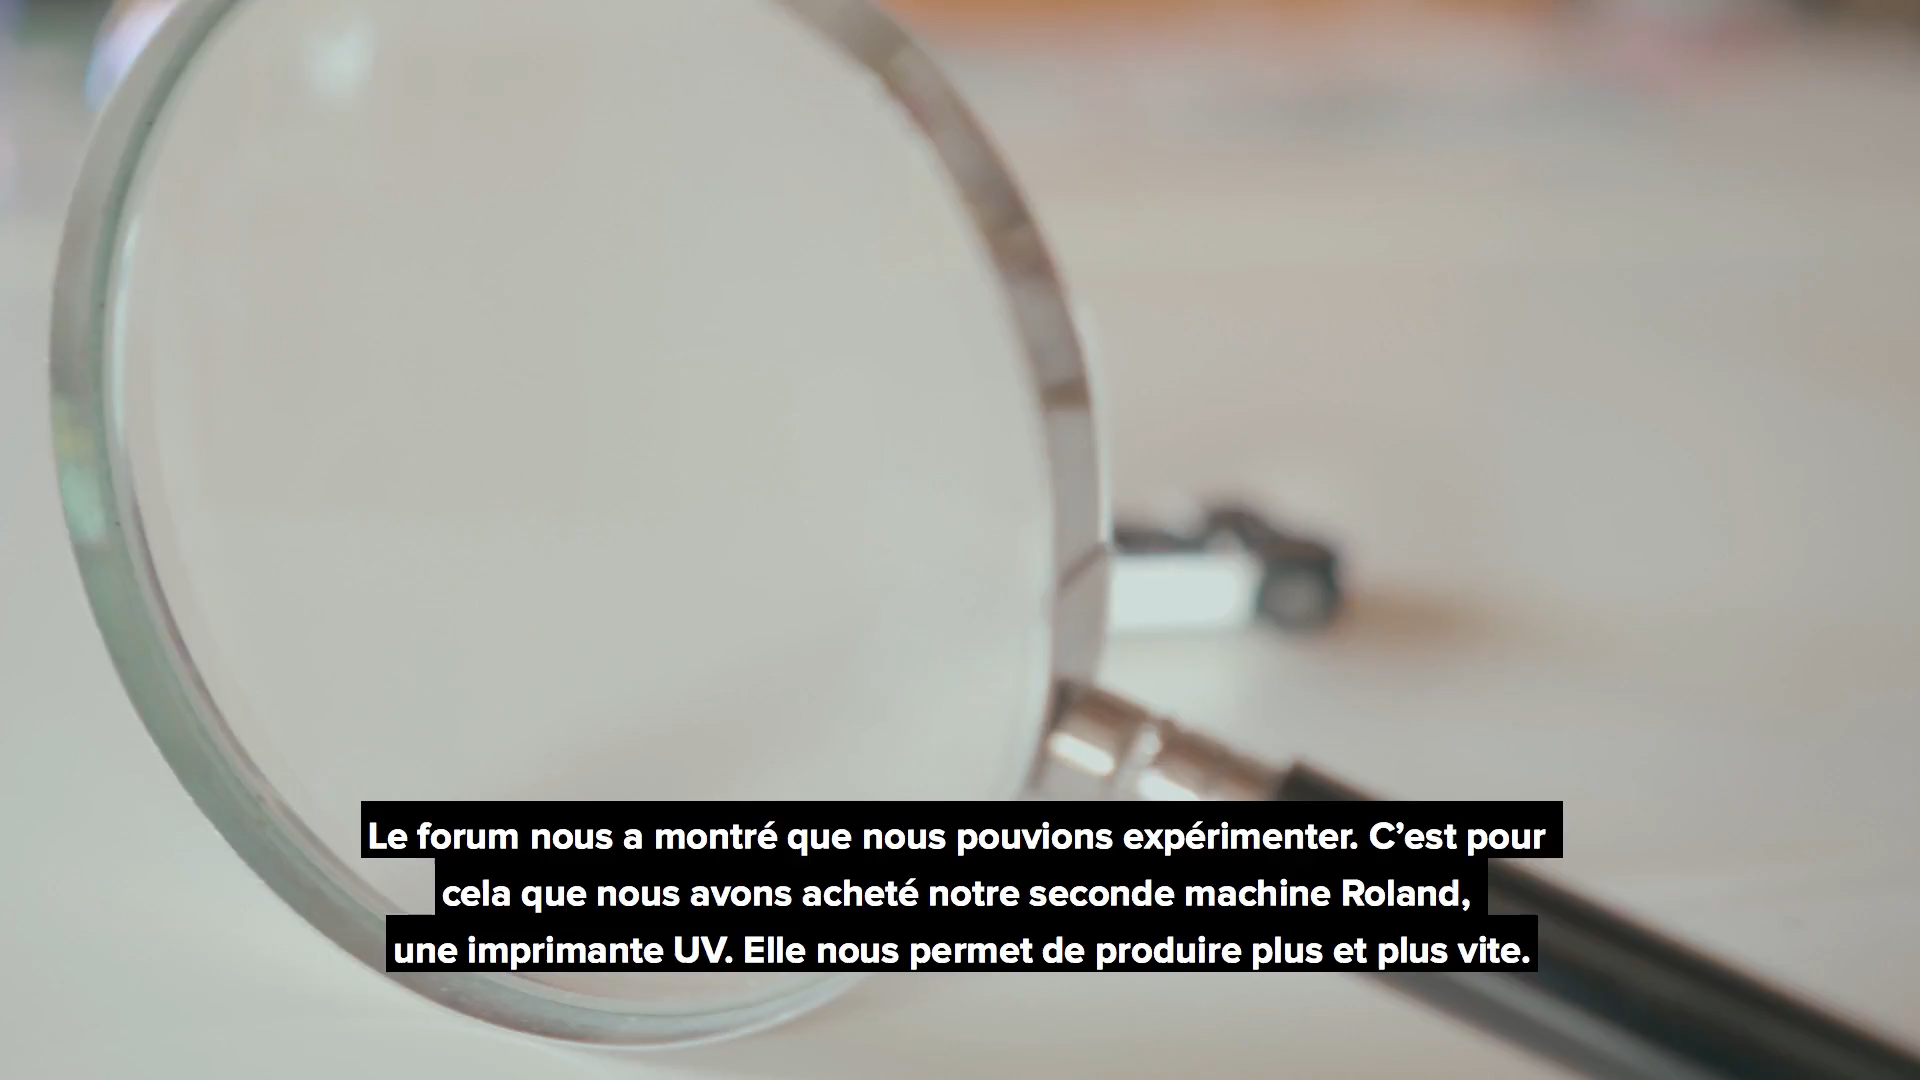 Le forum nous a montré que nous pouvions expérimenter. C’est pour
cela que nous avons acheté notre seconde machine Roland,
une imprimante UV. Elle nous permet de produire plus et plus vite.